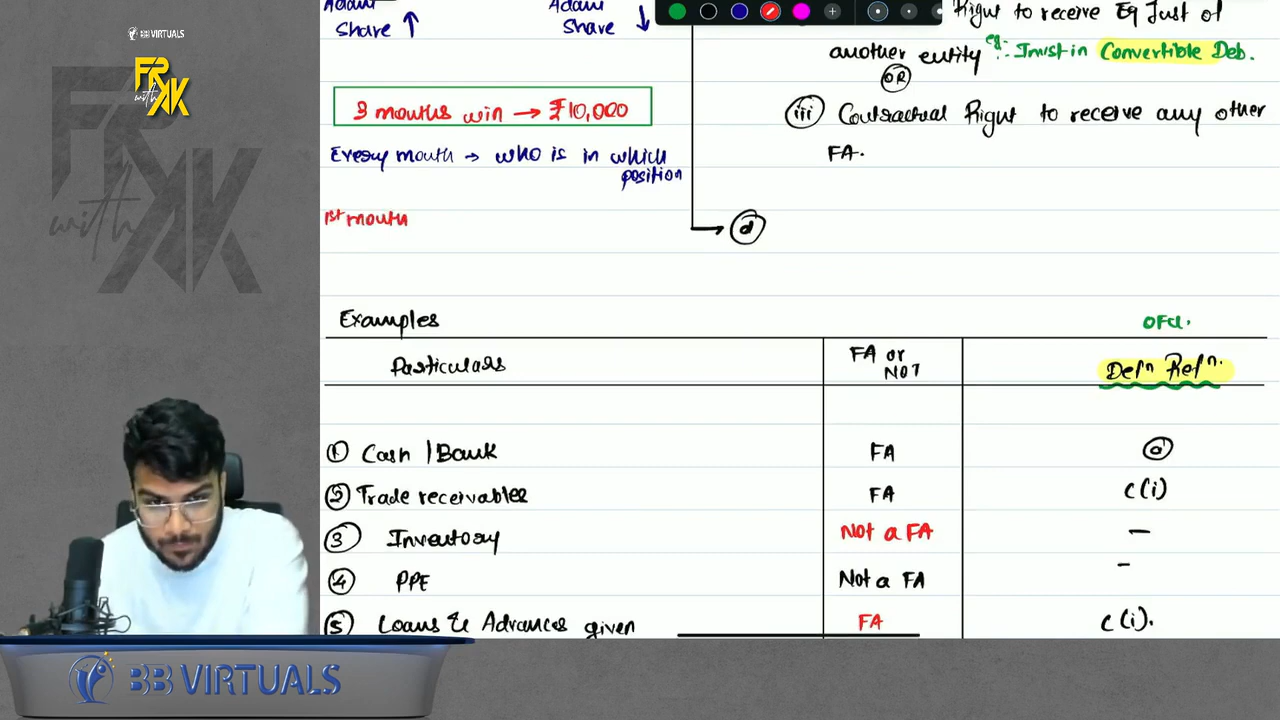 BB VIRTUALS
FR
with AK
Adani
Share ↑
Adani
Share ↓
3 months win → ₹10,000
Every month → who is in which
position
1st month
Right to receive Eq Inst of
another entity eg:- Invst in Convertible Deb.
OR
(iii) Contractual Right to receive any other
FA.
(d)
Examples
OFA.
Particulars
FA or
NOT
Defn Refn.
① Cash / Bank FA (a)
② Trade receivables FA c(i)
③ Inventory Not a FA —
④ PPE Not a FA -
⑤ Loans & Advances given FA c(i).
BB VIRTUALS